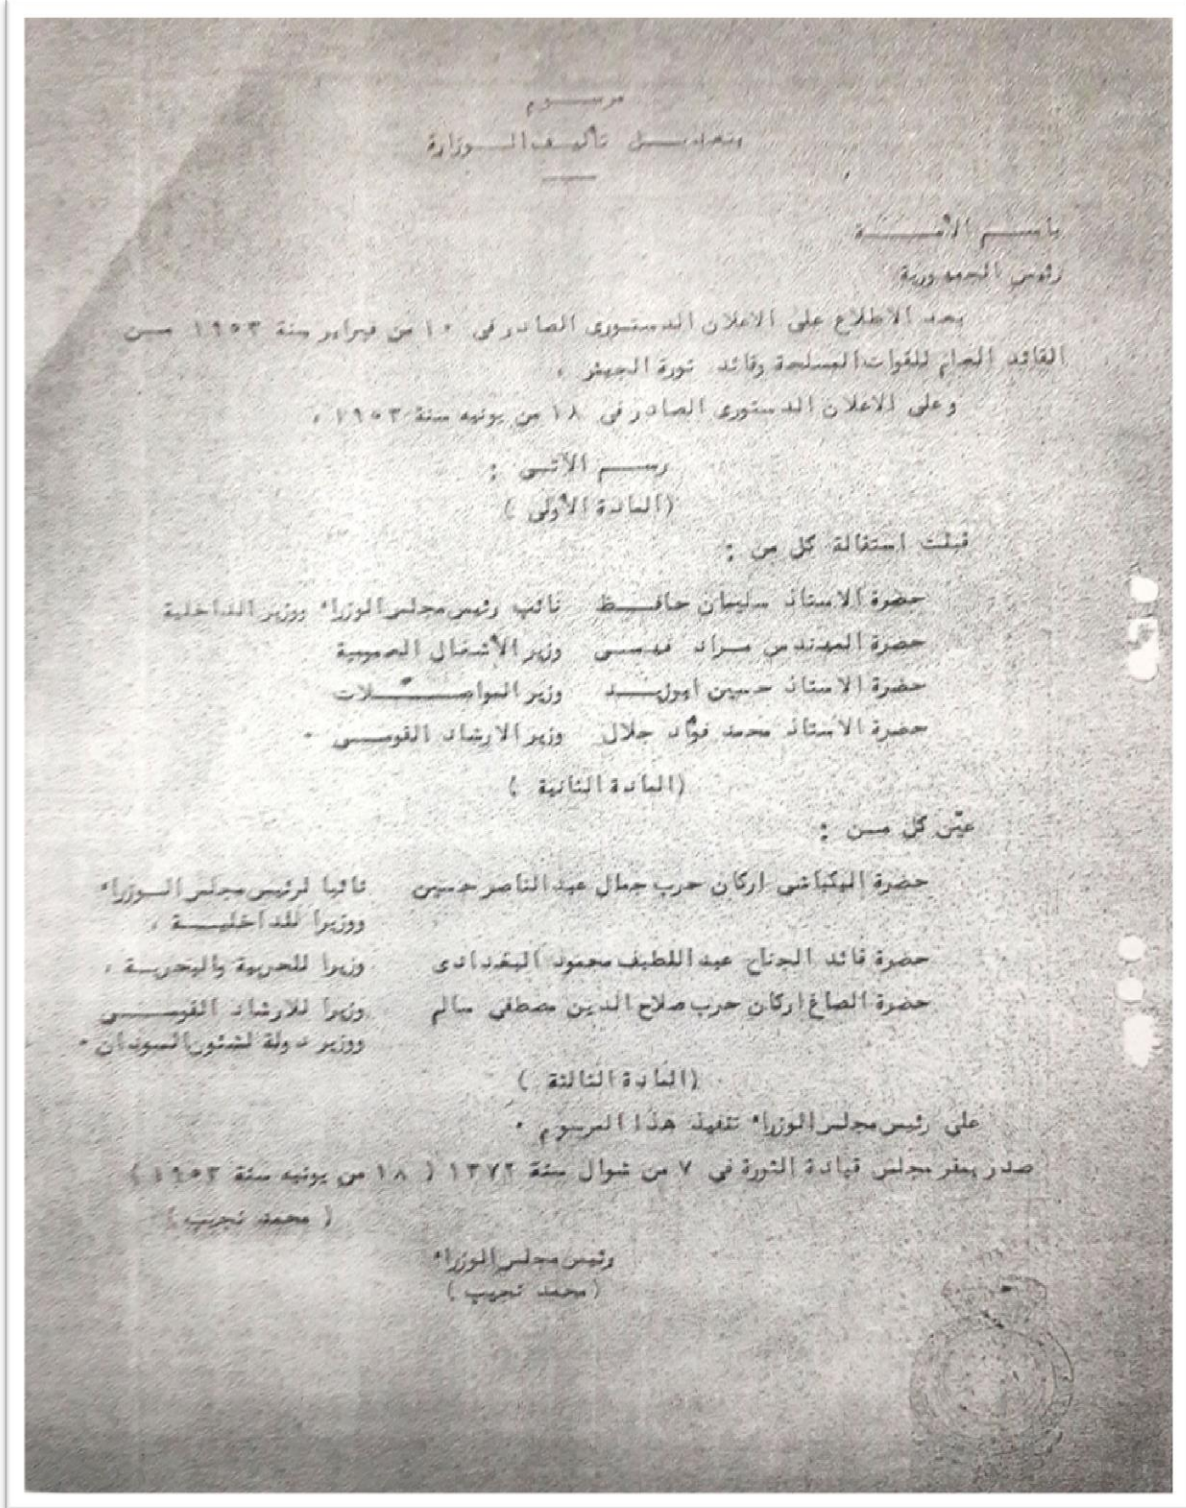 مرسوم
بتعديل تأليف الوزارة
باسم الأمة
رئيس الجمهورية
بعد الاطلاع على الاعلان الدستورى الصادر فى ١٠ من فبراير سنة ١٩٥٣ من
القائد العام للقوات المسلحة وقائد ثورة الجيش ،
وعلى الاعلان الدستورى الصادر فى ١٨ من يونيه سنة ١٩٥٣ ،
رسم الآتى :
(المادة الأولى )
قبلت استقالة كل من :
حضرة الاستاذ سليمان حافظ نائب رئيس مجلس الوزراء ووزير الداخلية
حضرة المهندس مراد فهمى وزير الأشغال العمومية
حضرة الاستاذ حسين أبوزيد وزير المواصلات
حضرة الاستاذ محمد فؤاد جلال وزير الارشاد القومى .
(المادة الثانية )
عيّن كل من :
حضرة البكباشى اركان حرب جمال عبد الناصر حسين نائبا لرئيس مجلس الوزراء
ووزيرا للداخلية ،
حضرة قائد الجناح عبد اللطيف محمود البغدادى وزيرا للحربية والبحرية ،
حضرة الصاغ اركان حرب صلاح الدين مصطفى سالم وزيرا للارشاد القومى
ووزير دولة لشئون السودان .
(المادة الثالثة )
على رئيس مجلس الوزراء تنفيذ هذا المرسوم .
صدر بمقر مجلس قيادة الثورة فى ٧ من شوال سنة ١٣٧٢ ( ١٨ من يونيه سنة ١٩٥٣ )
( محمد نجيب )
رئيس مجلس الوزراء
(محمد نجيب )